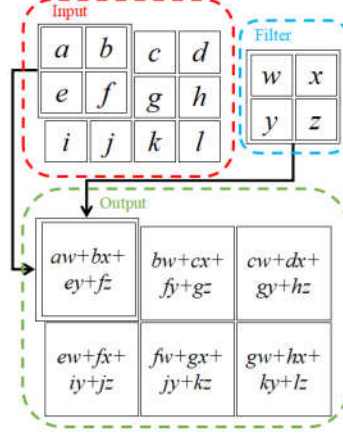 Input
Filter
a b c d
w x
e f g h
y z
i j k l
Output
aw+bx+
ey+fz
bw+cx+
fy+gz
cw+dx+
gy+hz
ew+fx+
iy+jz
fw+gx+
jy+kz
gw+hx+
ky+lz